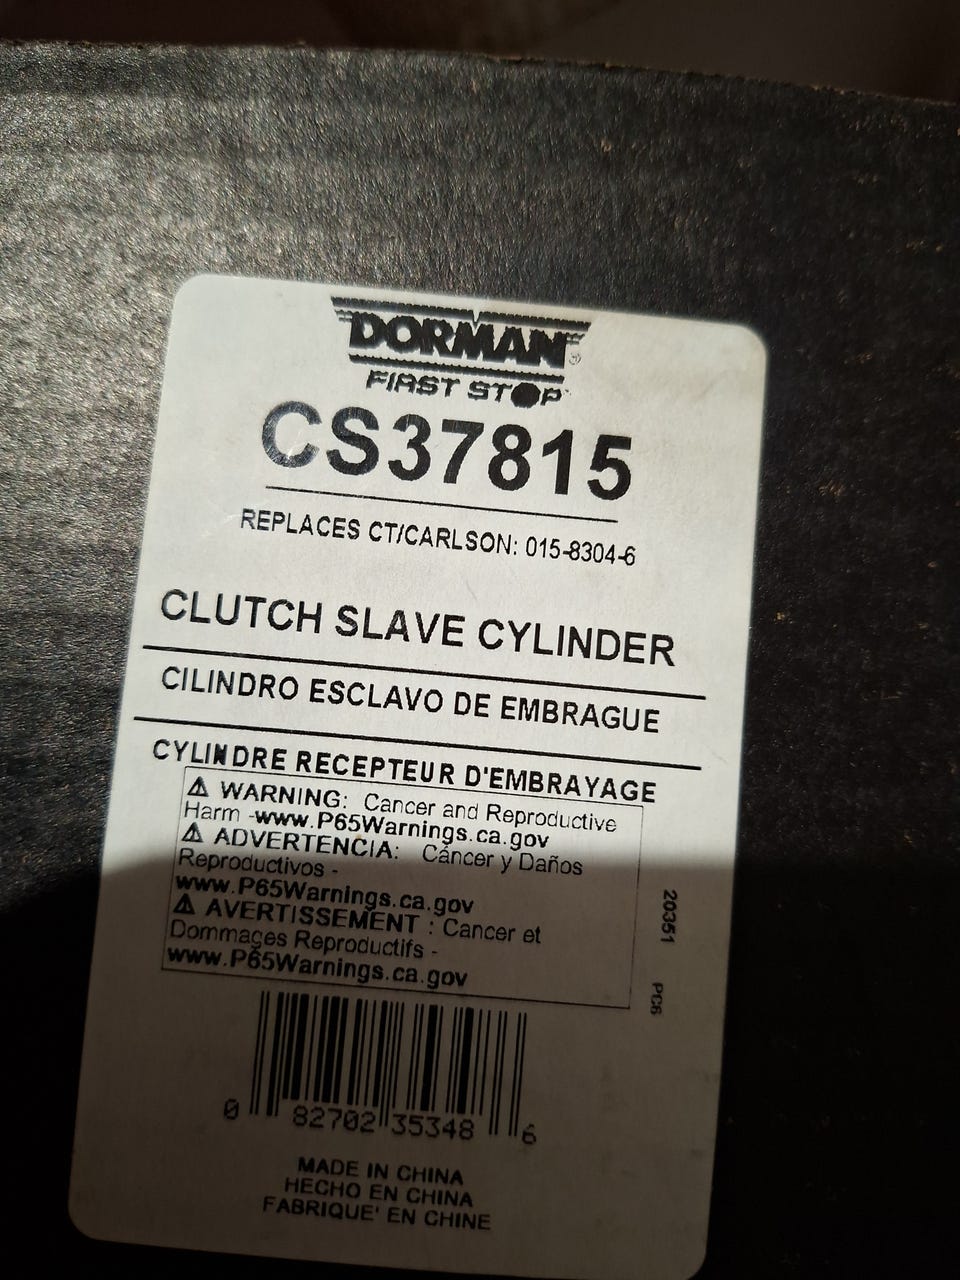 DORMAN®
FIRST STOP
CS37815
REPLACES CT/CARLSON: 015-8304-6
CLUTCH SLAVE CYLINDER
CILINDRO ESCLAVO DE EMBRAGUE
CYLINDRE RECEPTEUR D'EMBRAYAGE
⚠ WARNING: Cancer and Reproductive
Harm -www.P65Warnings.ca.gov
⚠ ADVERTENCIA: Cáncer y Daños
Reproductivos -
www.P65Warnings.ca.gov
⚠ AVERTISSEMENT : Cancer et
Dommages Reproductifs -
www.P65Warnings.ca.gov
20351 PC6
0 82702 35348 6
MADE IN CHINA
HECHO EN CHINA
FABRIQUE' EN CHINE